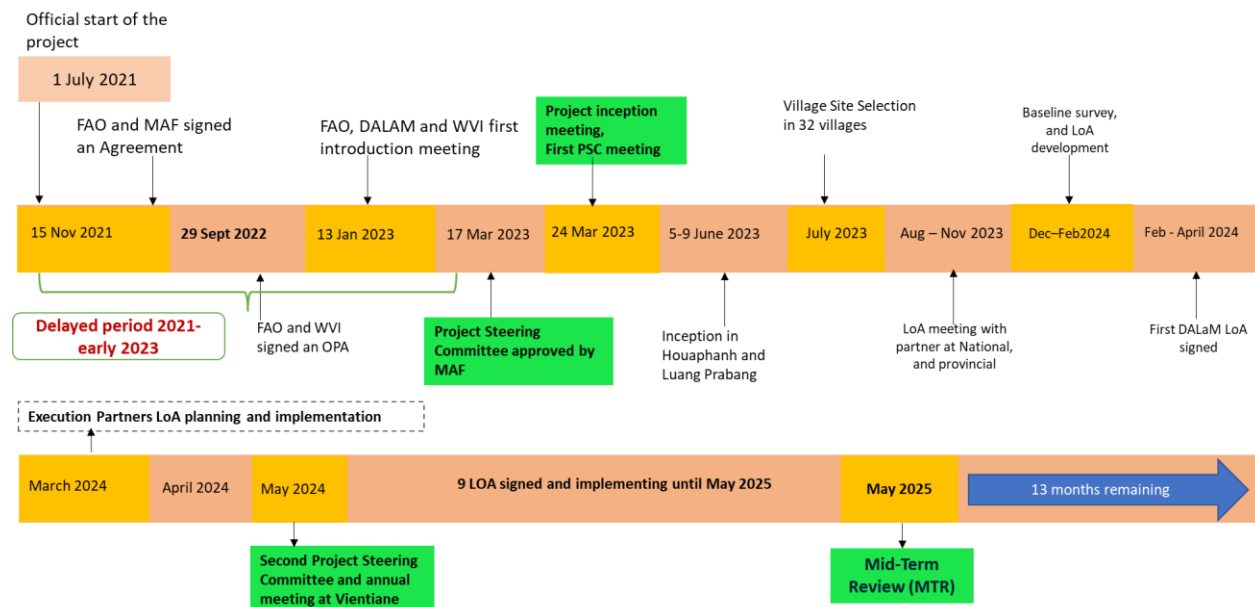 Official start of the
project
1 July 2021
FAO and MAF signed
an Agreement
FAO, DALAM and WVI first
introduction meeting
Project inception
meeting,
First PSC meeting
Village Site Selection
in 32 villages
Baseline survey,
and LoA
development
15 Nov 2021
29 Sept 2022
13 Jan 2023
17 Mar 2023
24 Mar 2023
5-9 June 2023
July 2023
Aug – Nov 2023
Dec–Feb2024
Feb - April 2024
Delayed period 2021-
early 2023
FAO and WVI
signed an OPA
Project Steering
Committee approved by
MAF
Inception in
Houaphanh and
Luang Prabang
LoA meeting with
partner at National,
and provincial
First DALaM LoA
signed
Execution Partners LoA planning and implementation
March 2024
April 2024
May 2024
9 LOA signed and implementing until May 2025
May 2025
13 months remaining
Second Project Steering
Committee and annual
meeting at Vientiane
Mid-Term
Review (MTR)